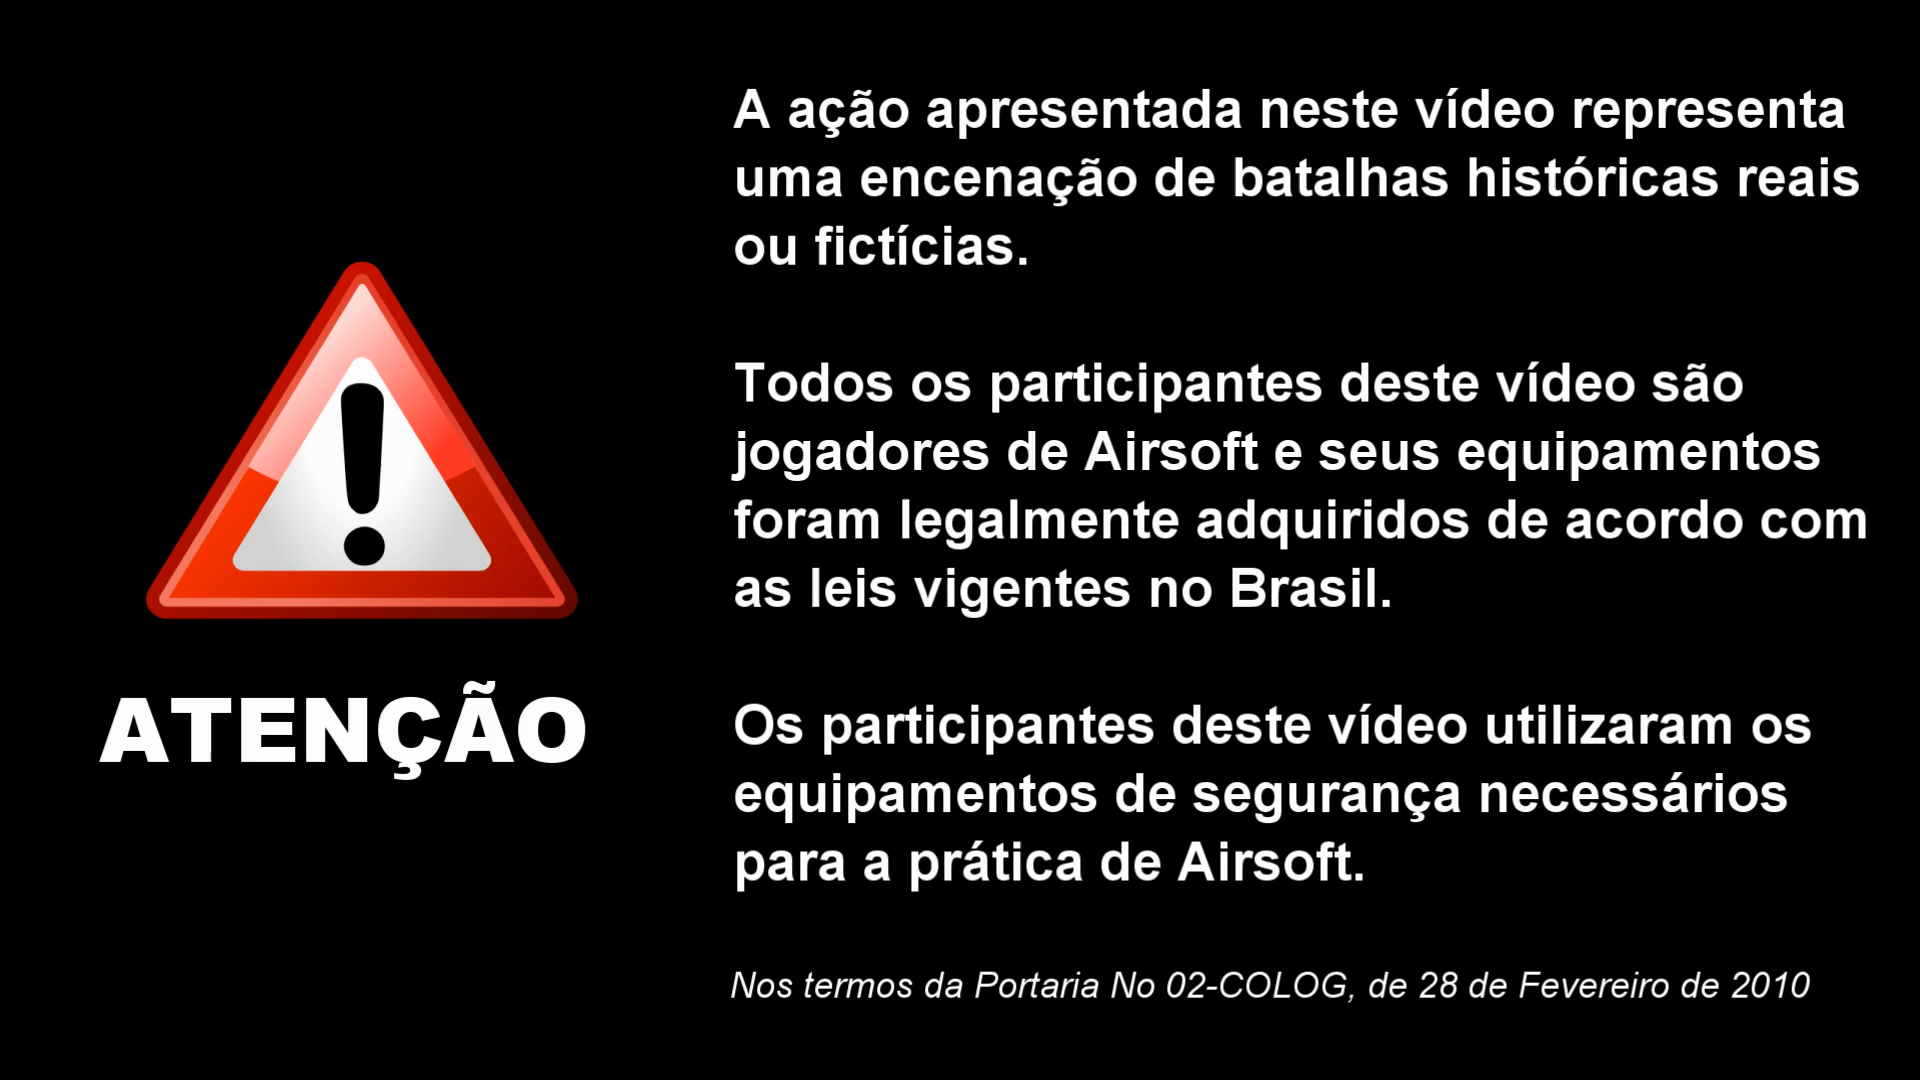 ATENÇÃO
A ação apresentada neste vídeo representa
uma encenação de batalhas históricas reais
ou fictícias.
Todos os participantes deste vídeo são
jogadores de Airsoft e seus equipamentos
foram legalmente adquiridos de acordo com
as leis vigentes no Brasil.
Os participantes deste vídeo utilizaram os
equipamentos de segurança necessários
para a prática de Airsoft.
Nos termos da Portaria No 02-COLOG, de 28 de Fevereiro de 2010